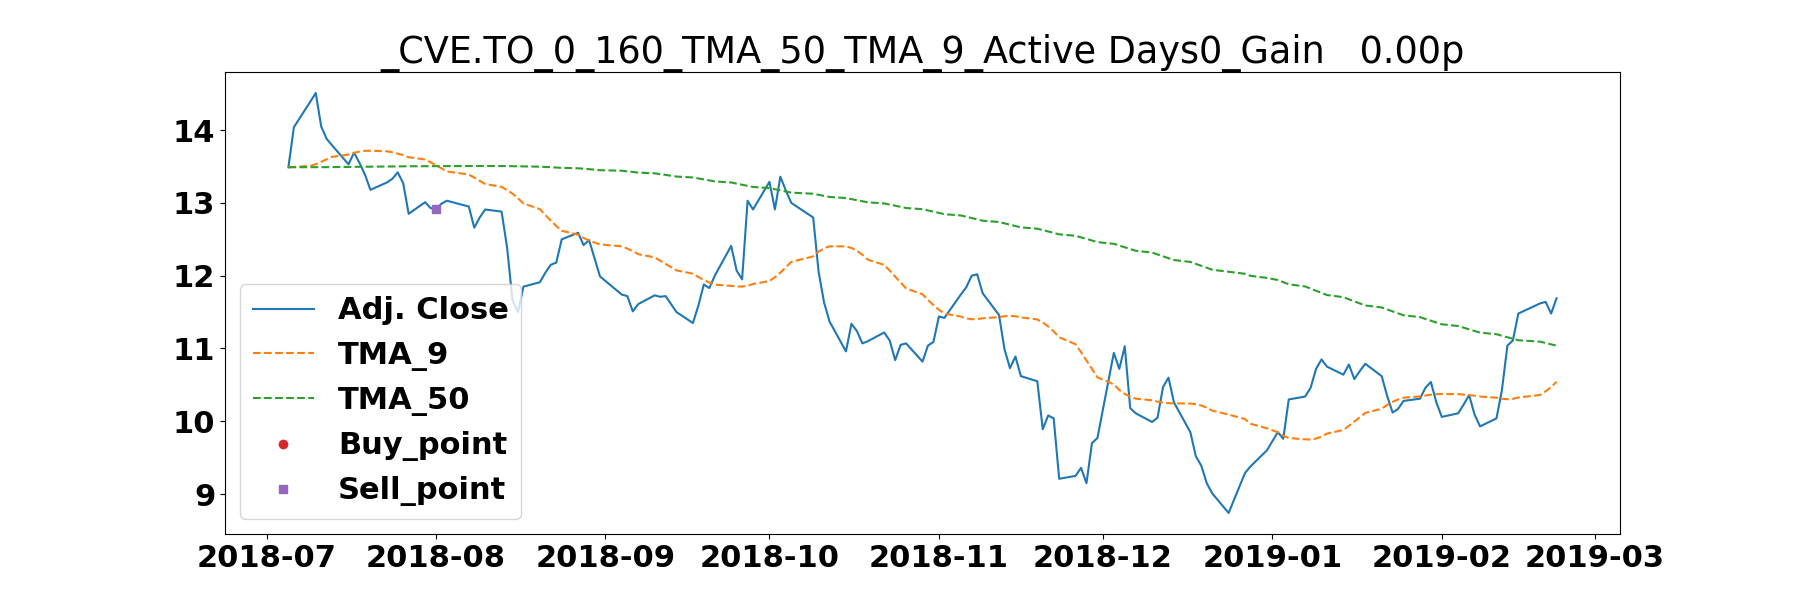 _CVE.TO_0_160_TMA_50_TMA_9_Active Days0_Gain   0.00p
14
13
12
11
10
9
Adj. Close
TMA_9
TMA_50
Buy_point
Sell_point
2018-07 2018-08 2018-09 2018-10 2018-11 2018-12 2019-01 2019-02 2019-03